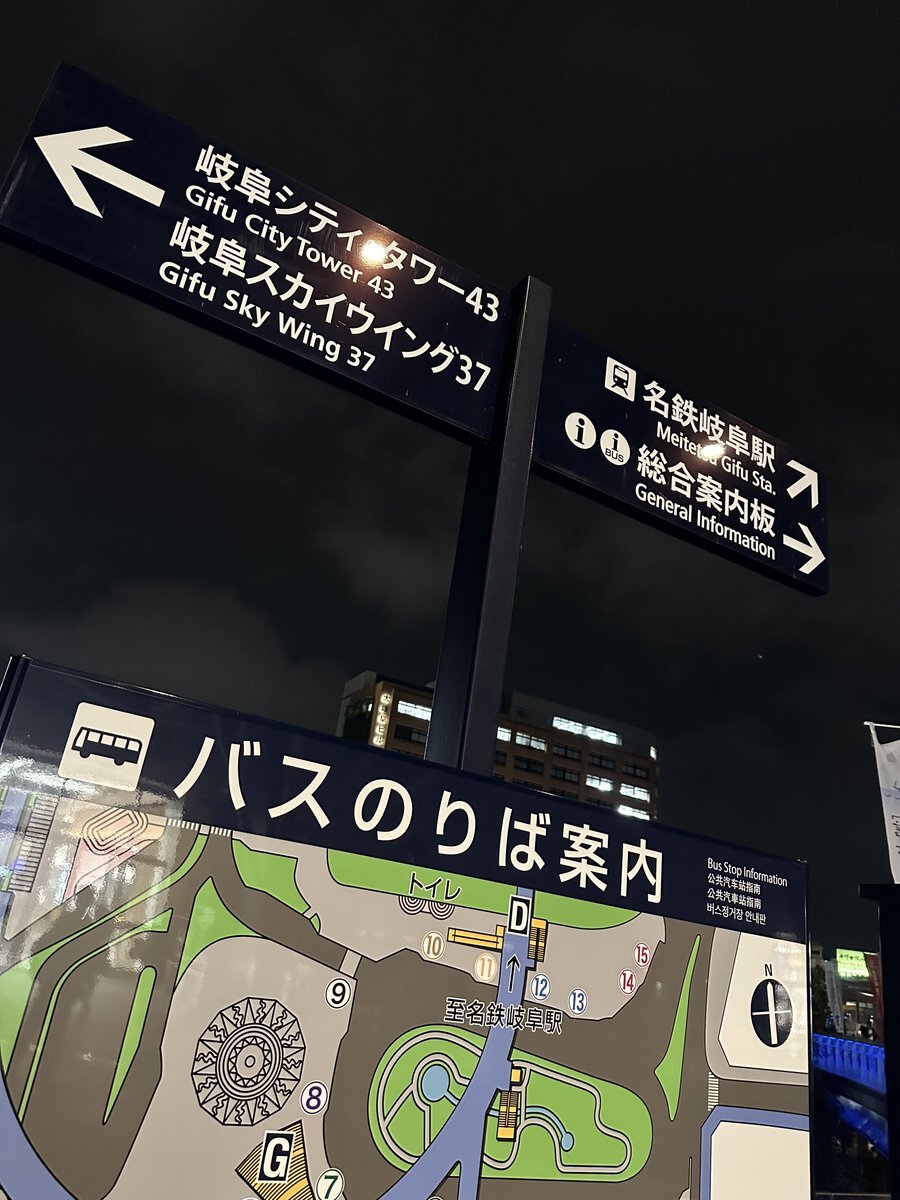 岐阜シティ・タワー43
Gifu City Tower 43
岐阜スカイウイング37
Gifu Sky Wing 37
名鉄岐阜駅
Meitetsu Gifu Sta.
i i BUS
総合案内板
General Information
バスのりば案内
Bus Stop Information
公共汽车站指南
公共汽車站指南
버스정거장 안내판
トイレ
D
10
11
12
13
14
15
9
至名鉄岐阜駅
N
8
G
7